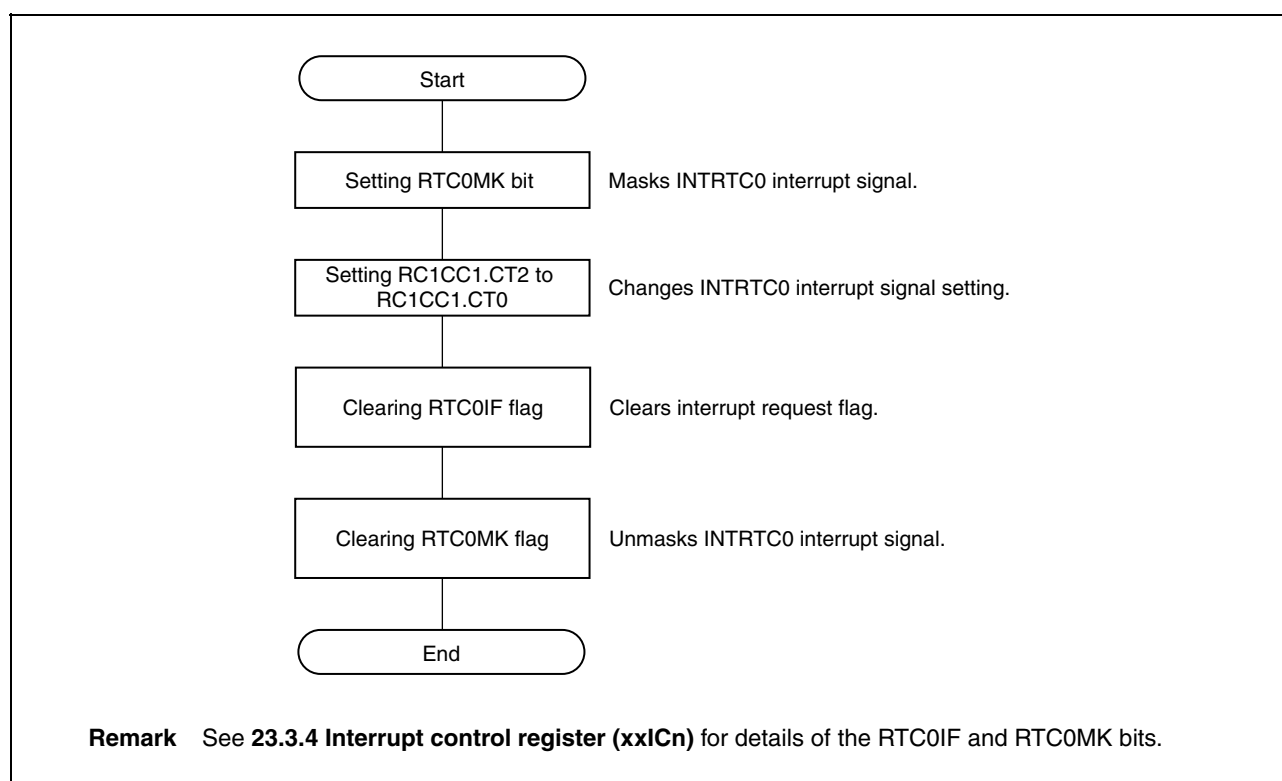 Start
Setting RTC0MK bit
Masks INTRTC0 interrupt signal.
Setting RC1CC1.CT2 to
RC1CC1.CT0
Changes INTRTC0 interrupt signal setting.
Clearing RTC0IF flag
Clears interrupt request flag.
Clearing RTC0MK flag
Unmasks INTRTC0 interrupt signal.
End
Remark See 23.3.4 Interrupt control register (xxICn) for details of the RTC0IF and RTC0MK bits.